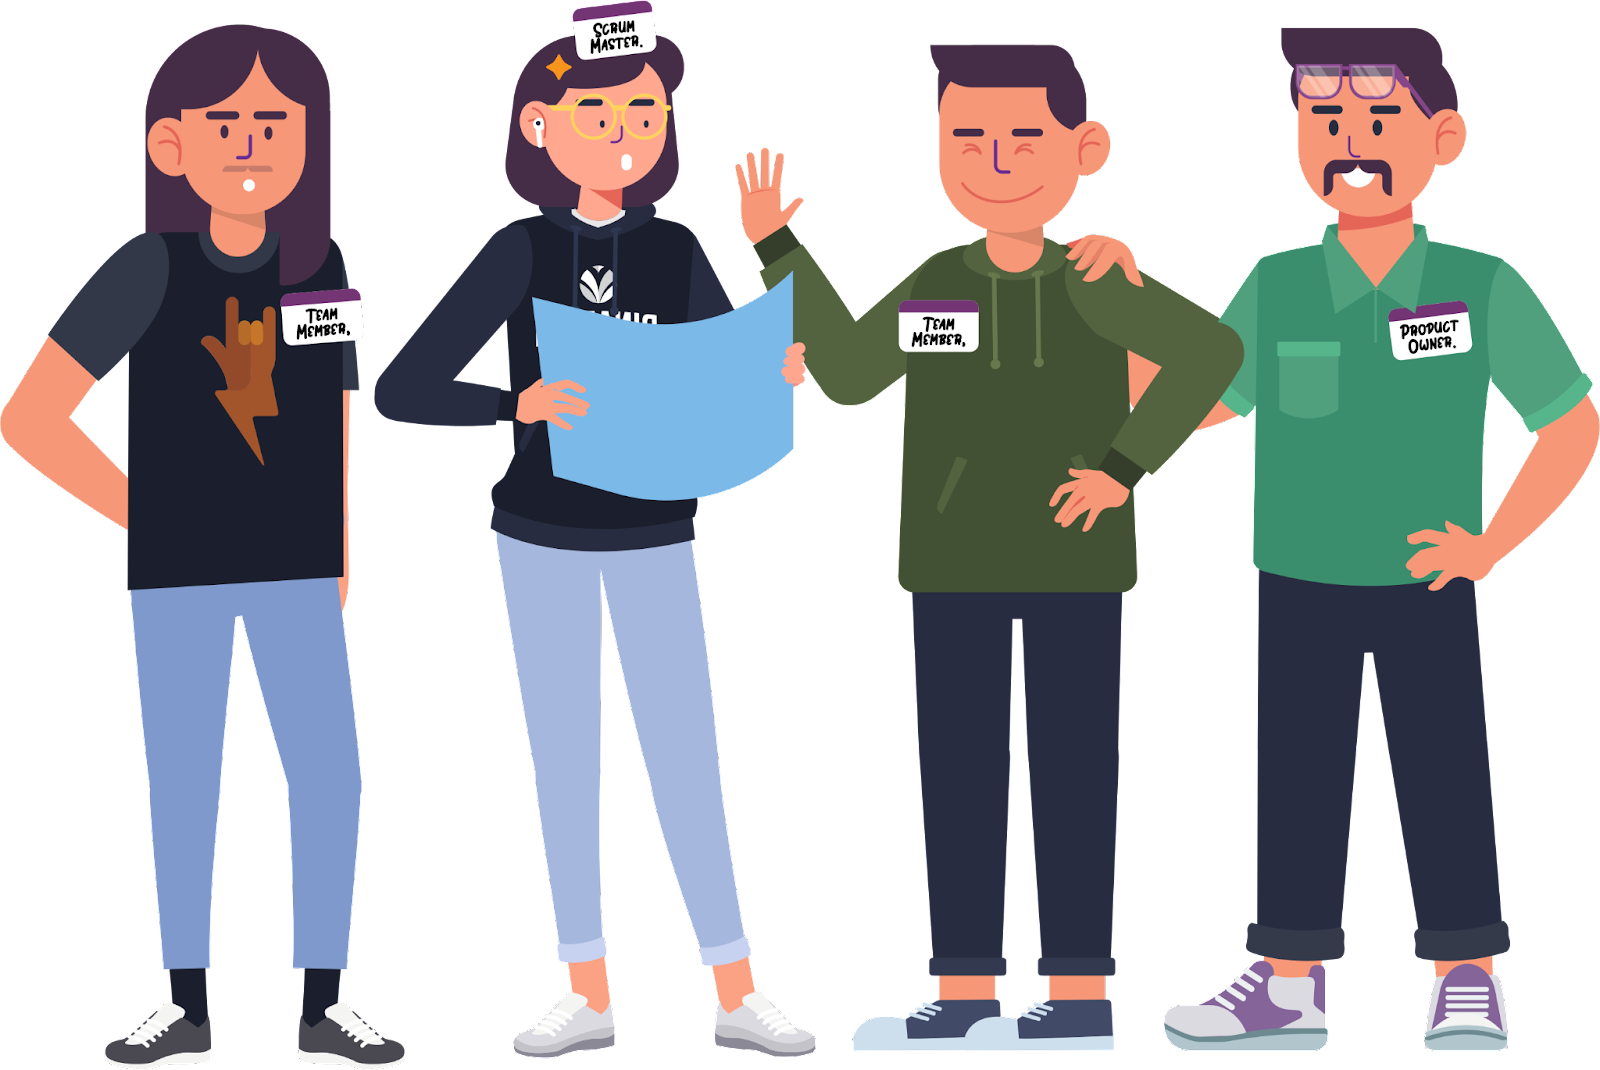 Scrum
Master.
Team
Member,
Team
Member,
Product
Owner.